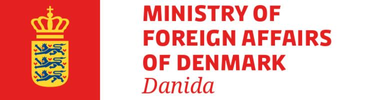 MINISTRY OF
FOREIGN AFFAIRS
OF DENMARK
Danida